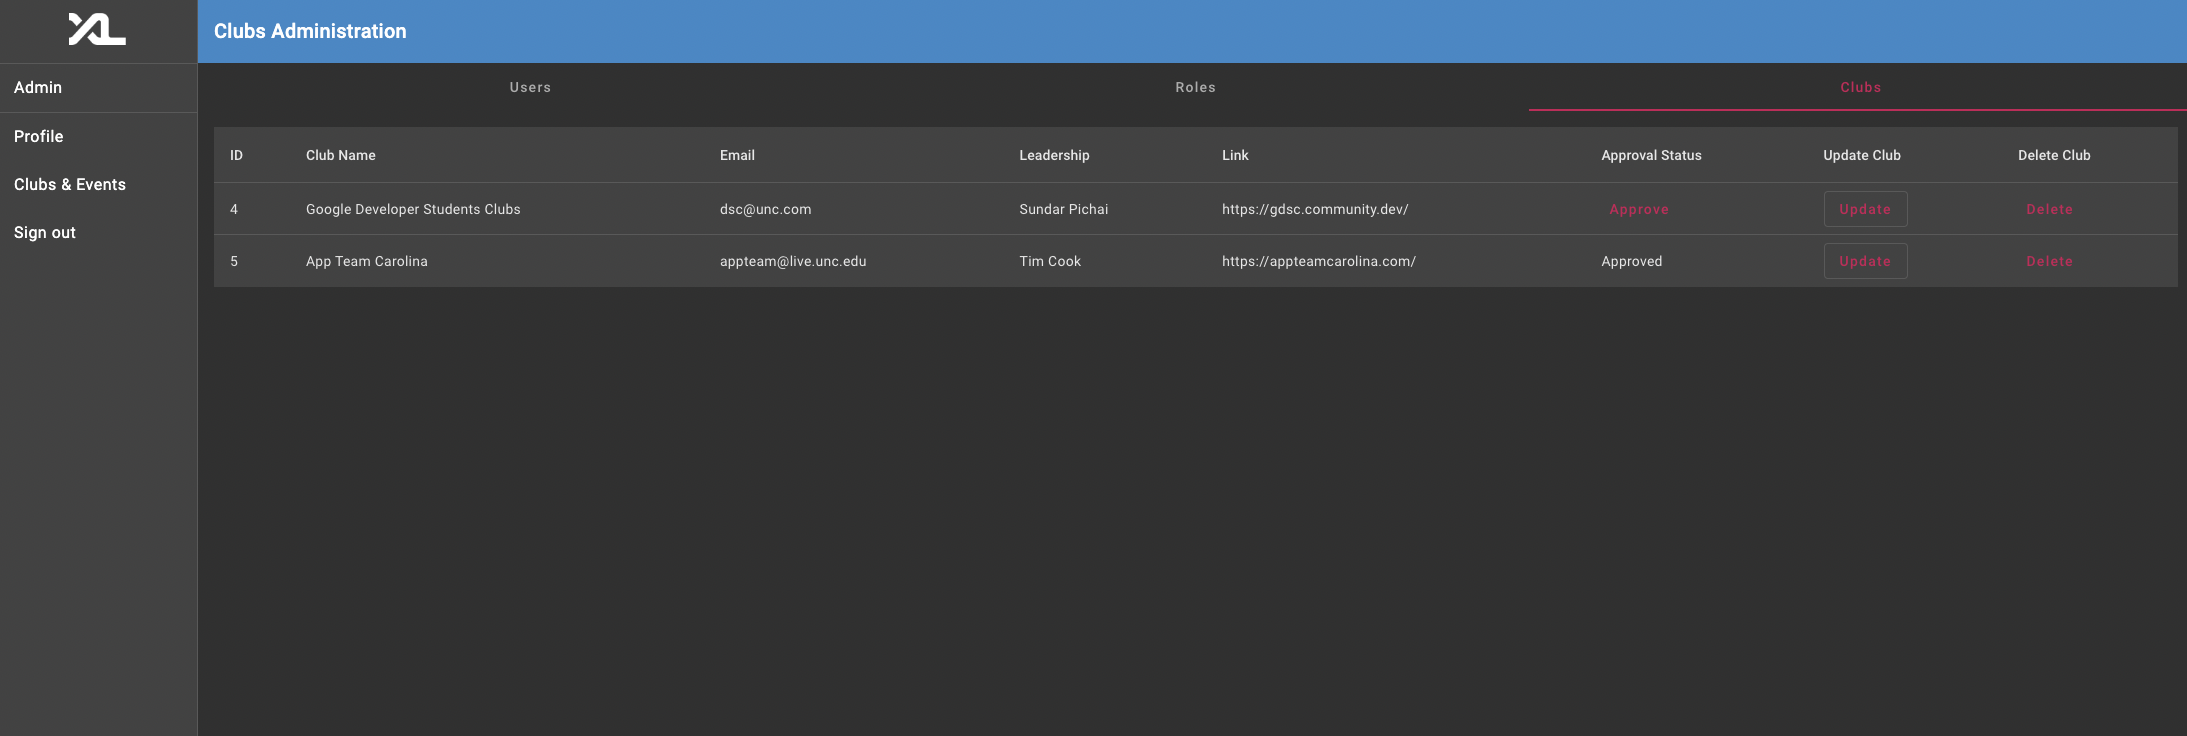 XL
Clubs Administration
Admin
Profile
Clubs & Events
Sign out
Users Roles Clubs
ID Club Name Email Leadership Link Approval Status Update Club Delete Club
4 Google Developer Students Clubs dsc@unc.com Sundar Pichai https://gdsc.community.dev/ Approve Update Delete
5 App Team Carolina appteam@live.unc.edu Tim Cook https://appteamcarolina.com/ Approved Update Delete